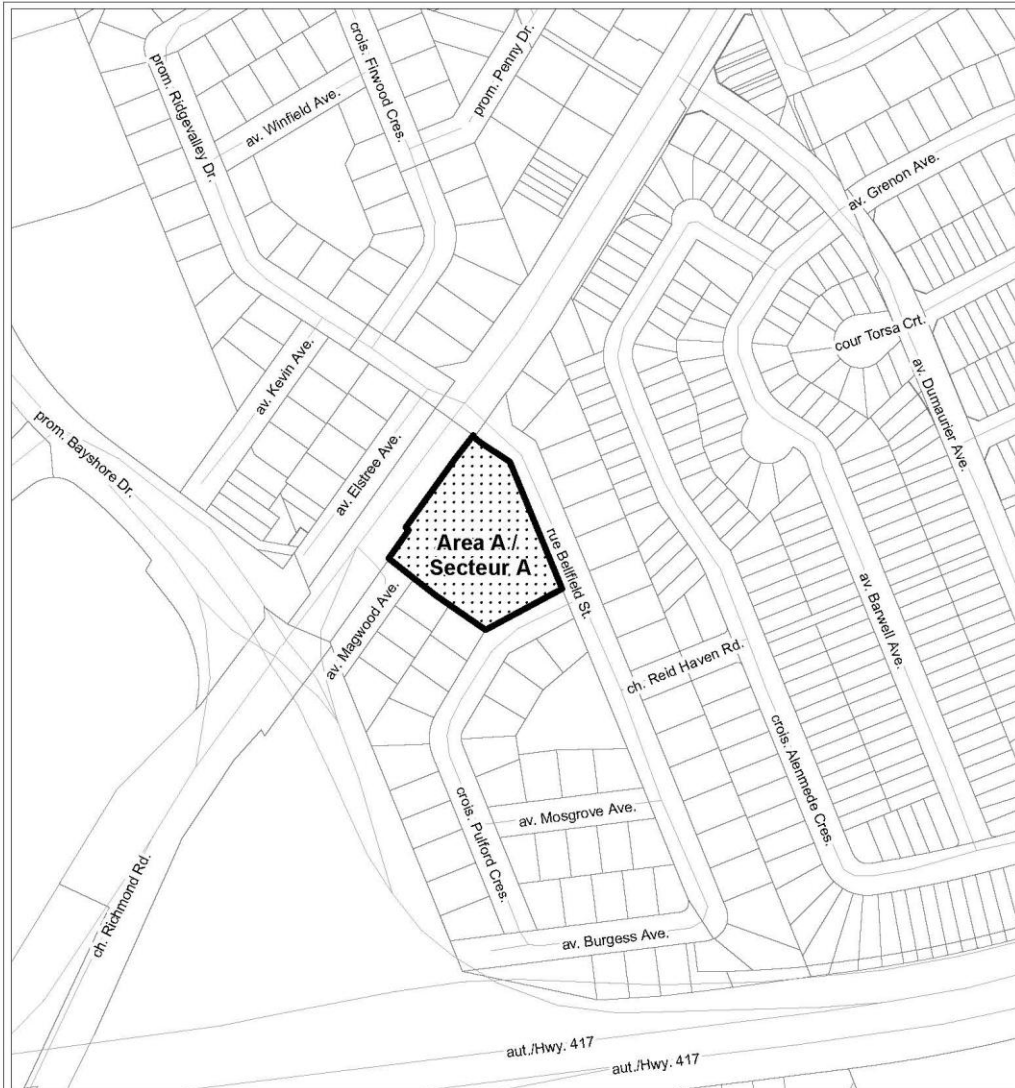 prom. Ridgevalley Dr.
av. Winfield Ave.
crois. Firwood Cres.
prom. Penny Dr.
av. Grenon Ave.
cour Torsa Crt.
av. Dumaurier Ave.
av. Kevin Ave.
prom. Bayshore Dr.
av. Elstree Ave.
Area A /
Secteur A
rue Bellfield St.
av. Magwood Ave.
av. Barwell Ave.
ch. Reid Haven Rd.
crois. Alenmede Cres.
crois. Pulford Cres.
av. Mosgrove Ave.
ch. Richmond Rd.
av. Burgess Ave.
aut./Hwy. 417
aut./Hwy. 417